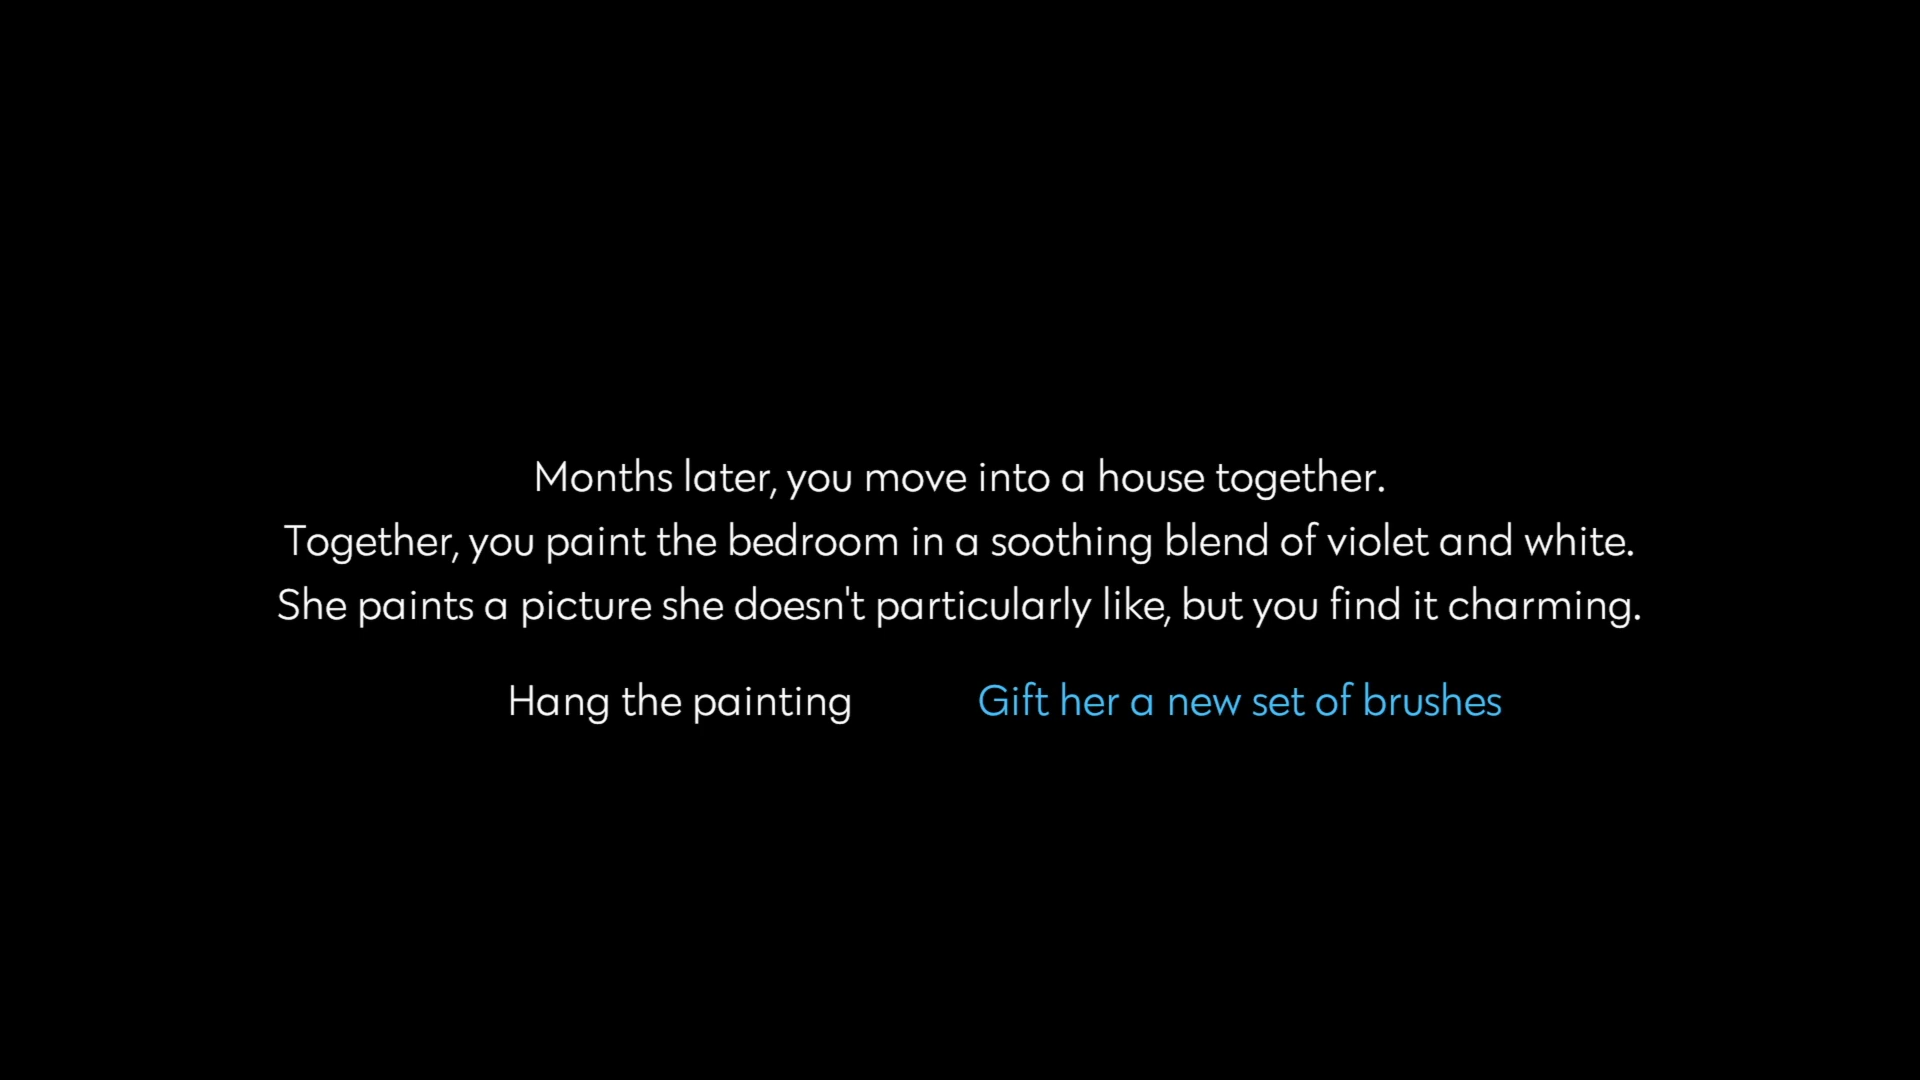 Months later, you move into a house together.
Together, you paint the bedroom in a soothing blend of violet and white.
She paints a picture she doesn't particularly like, but you find it charming.
Hang the painting
Gift her a new set of brushes